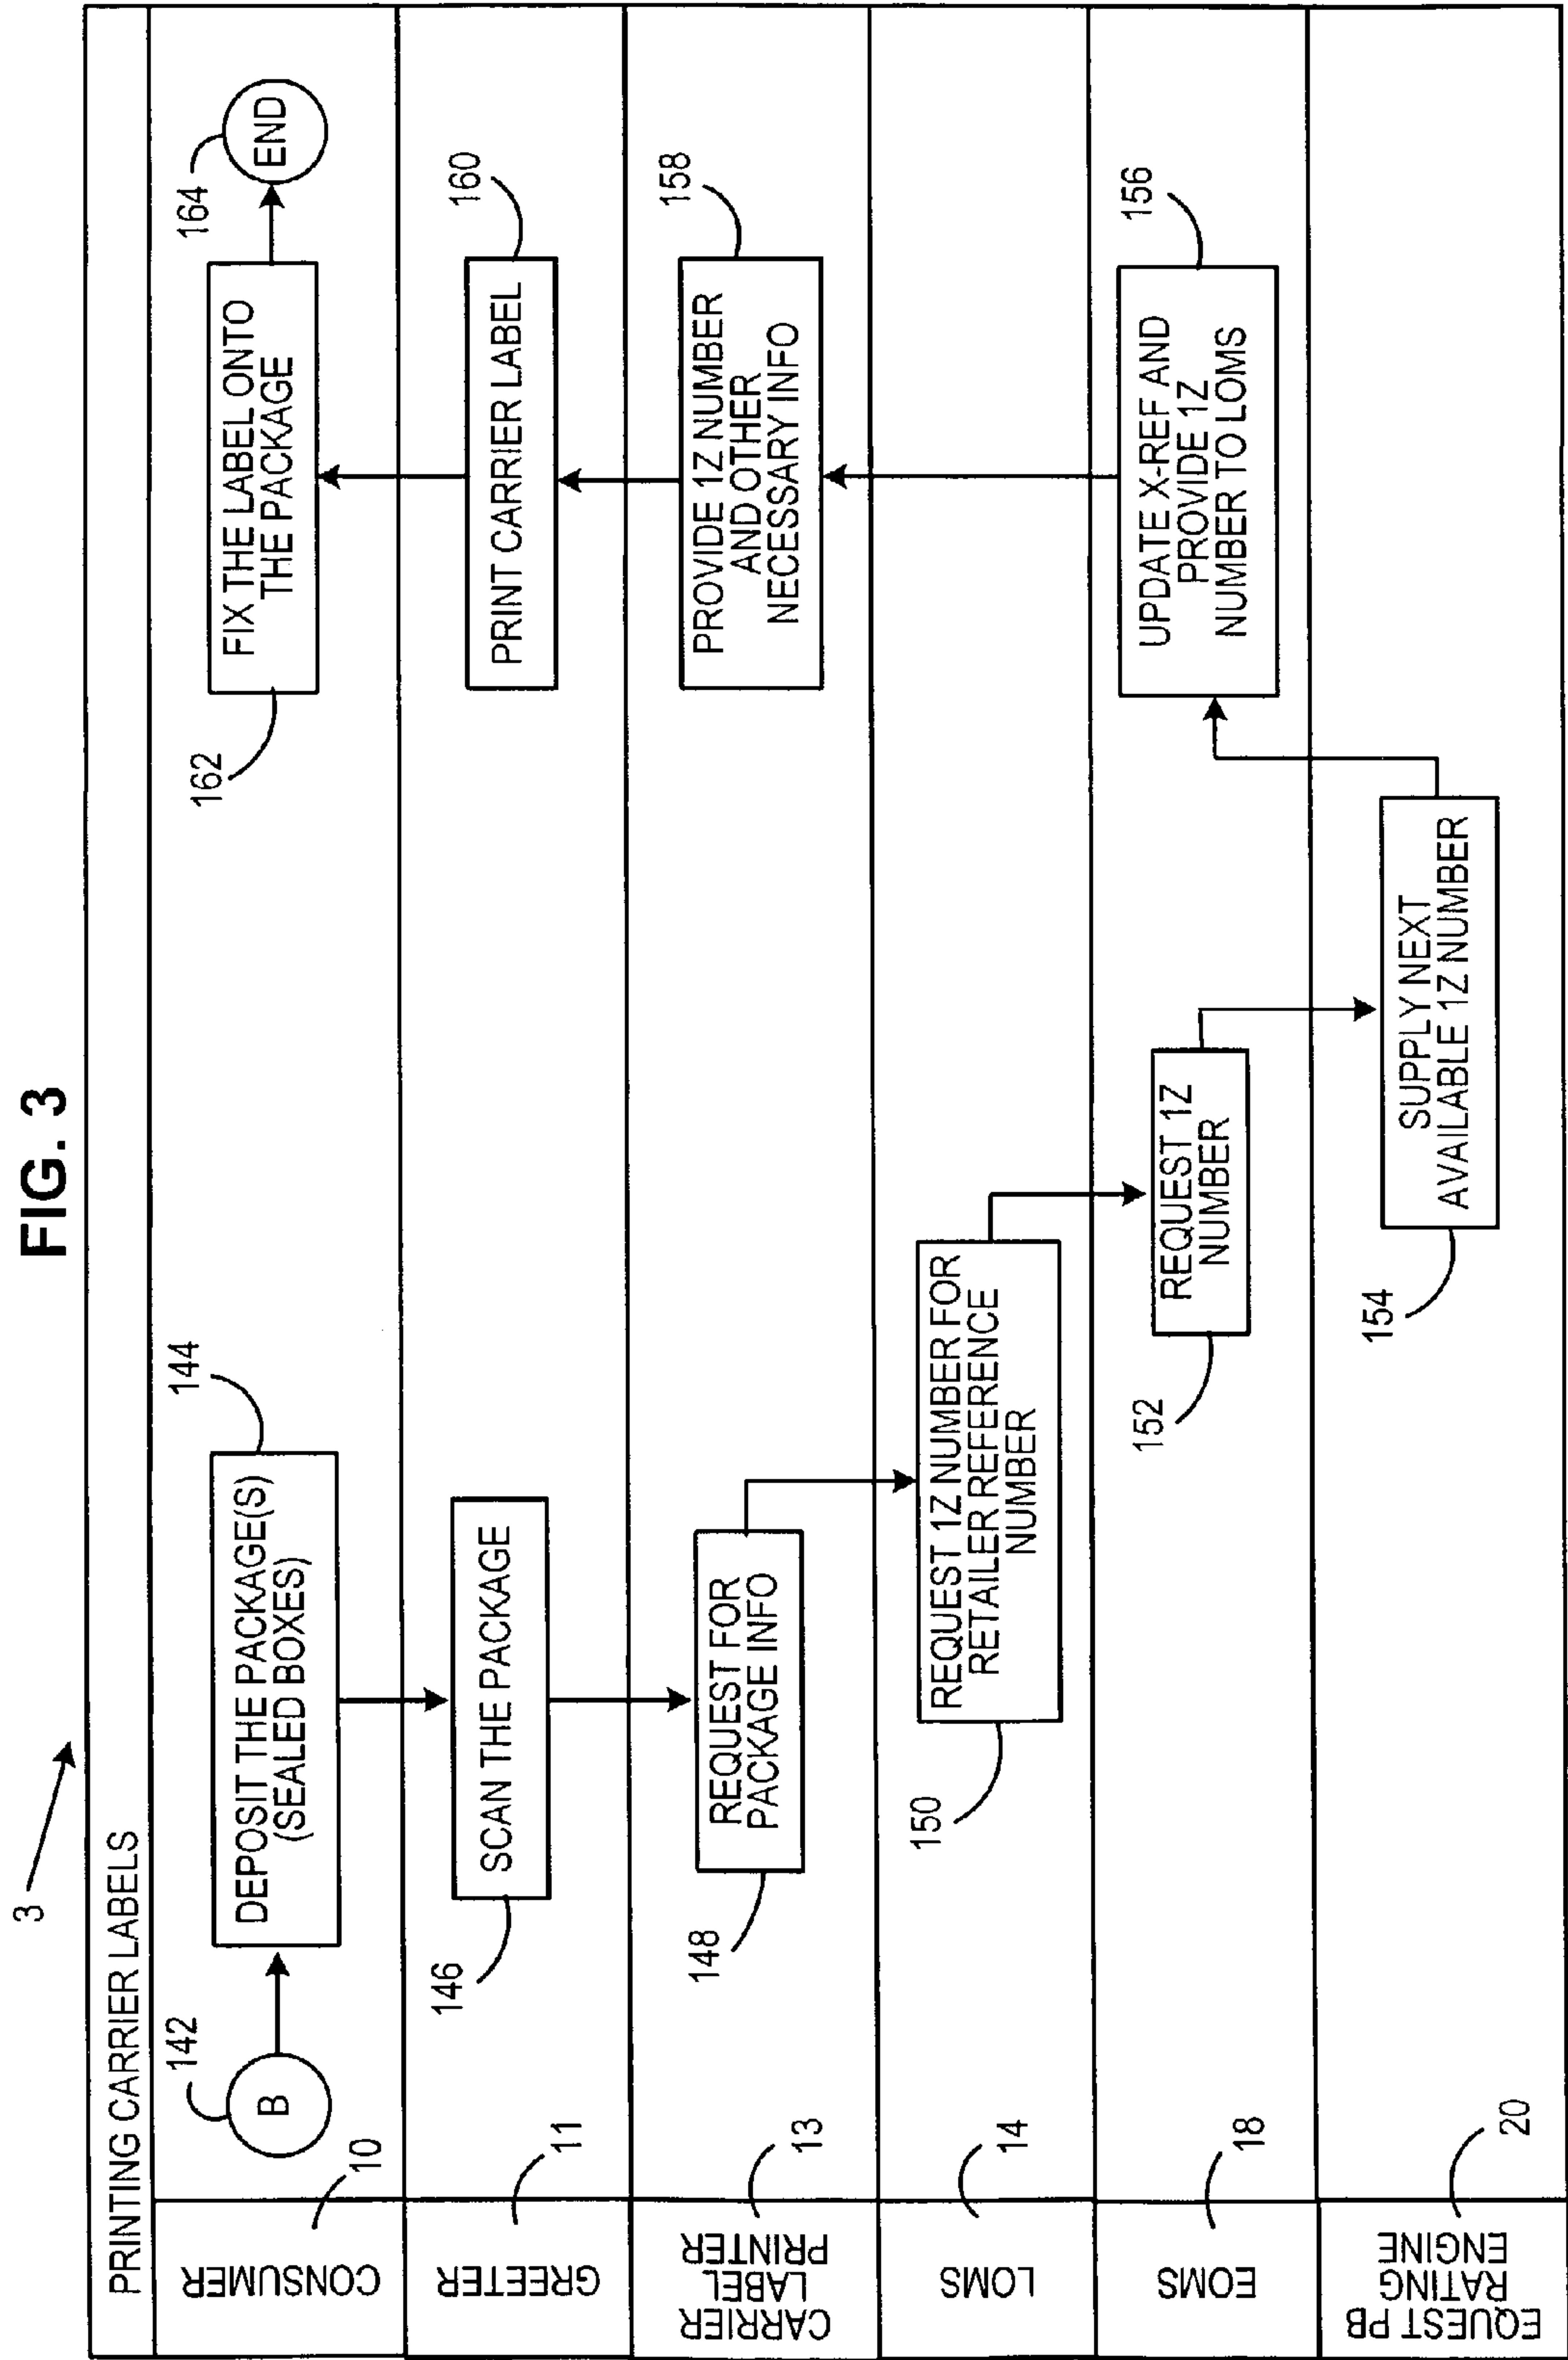 FIG. 3
3
PRINTING CARRIER LABELS
CONSUMER
10
B
142
DEPOSIT THE PACKAGE(S)
(SEALED BOXES)
144
FIX THE LABEL ONTO
THE PACKAGE
162
END
164
GREETER
11
SCAN THE PACKAGE
146
PRINT CARRIER LABEL
160
CARRIER
LABEL
PRINTER
13
REQUEST FOR
PACKAGE INFO
148
PROVIDE 1Z NUMBER
AND OTHER
NECESSARY INFO
158
LOMS
14
REQUEST 1Z NUMBER FOR
RETAILER REFERENCE
NUMBER
150
EOMS
18
REQUEST 1Z
NUMBER
152
UPDATE X-REF AND
PROVIDE 1Z
NUMBER TO LOMS
156
EQUEST PB
RATING
ENGINE
20
SUPPLY NEXT
AVAILABLE 1Z NUMBER
154